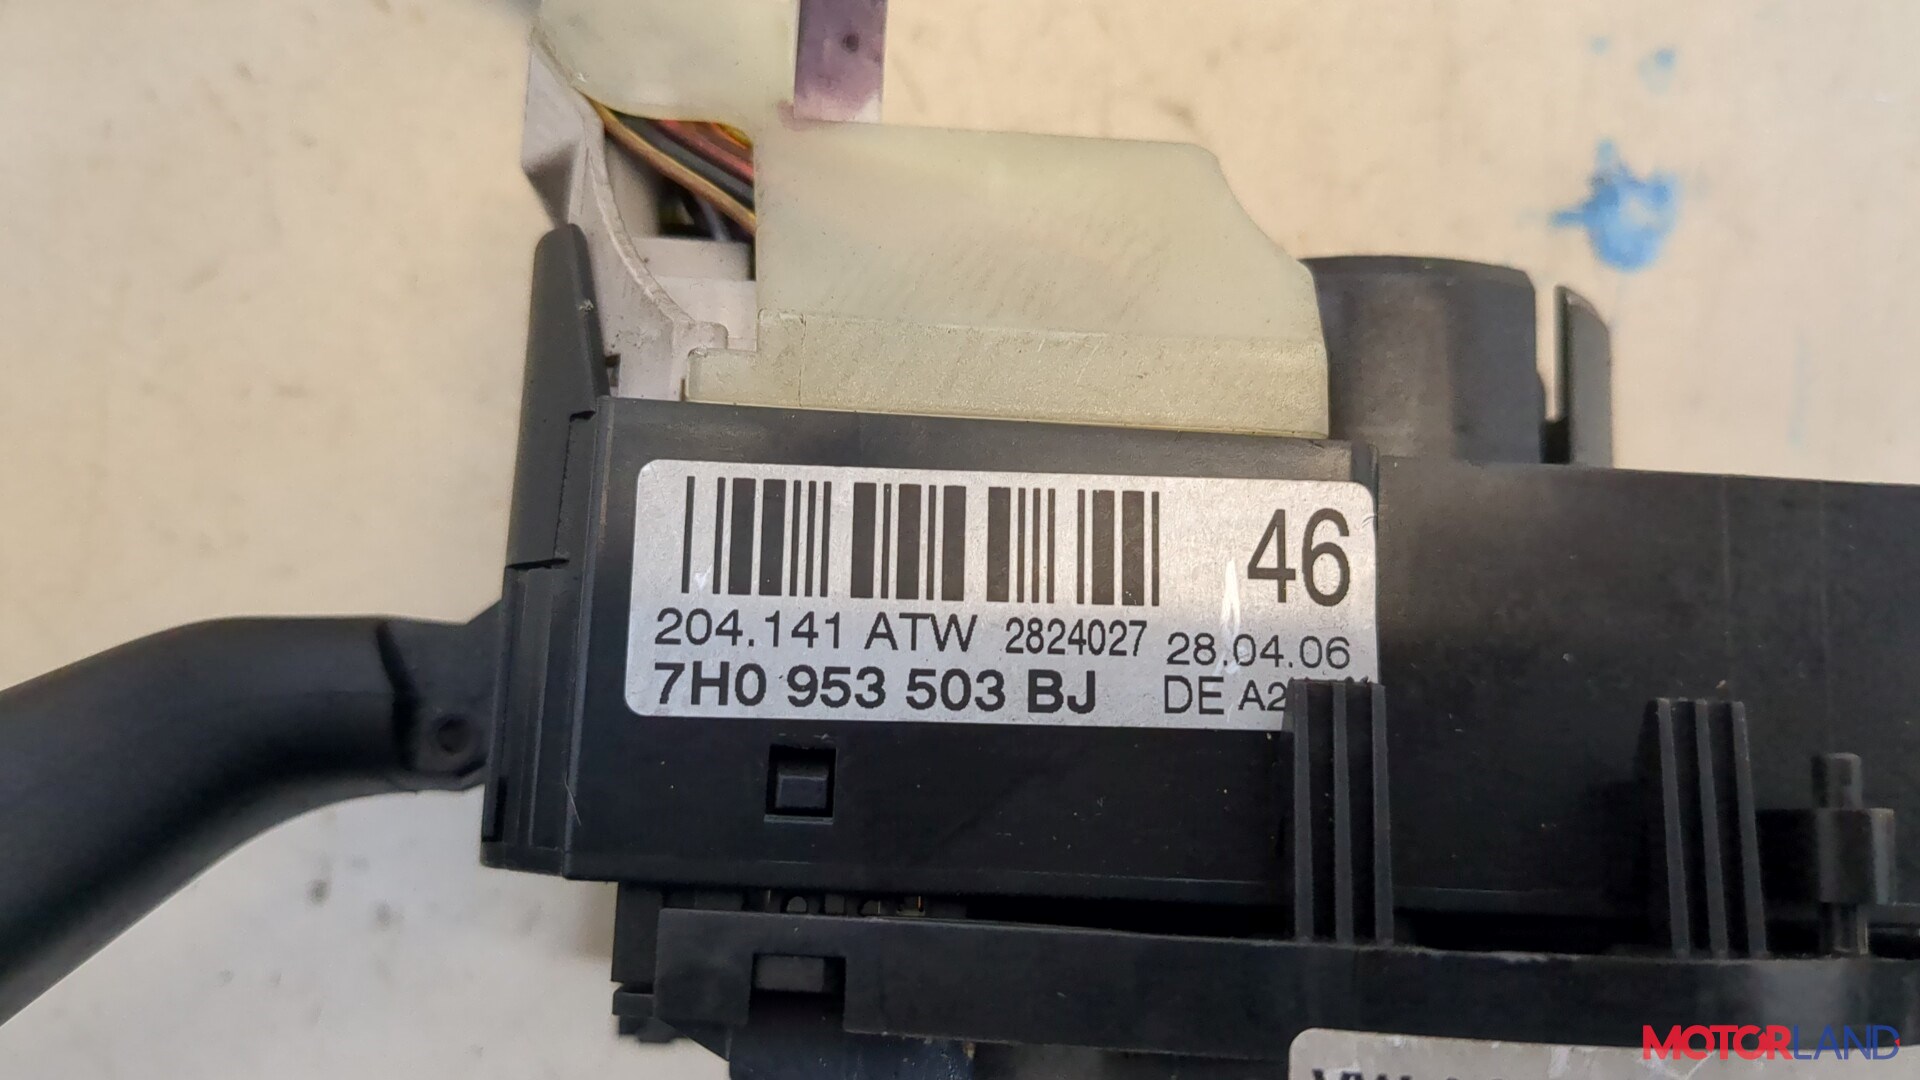 46
204.141 ATW 2824027 28.04.06
7H0 953 503 BJ DE
MOTORLAND